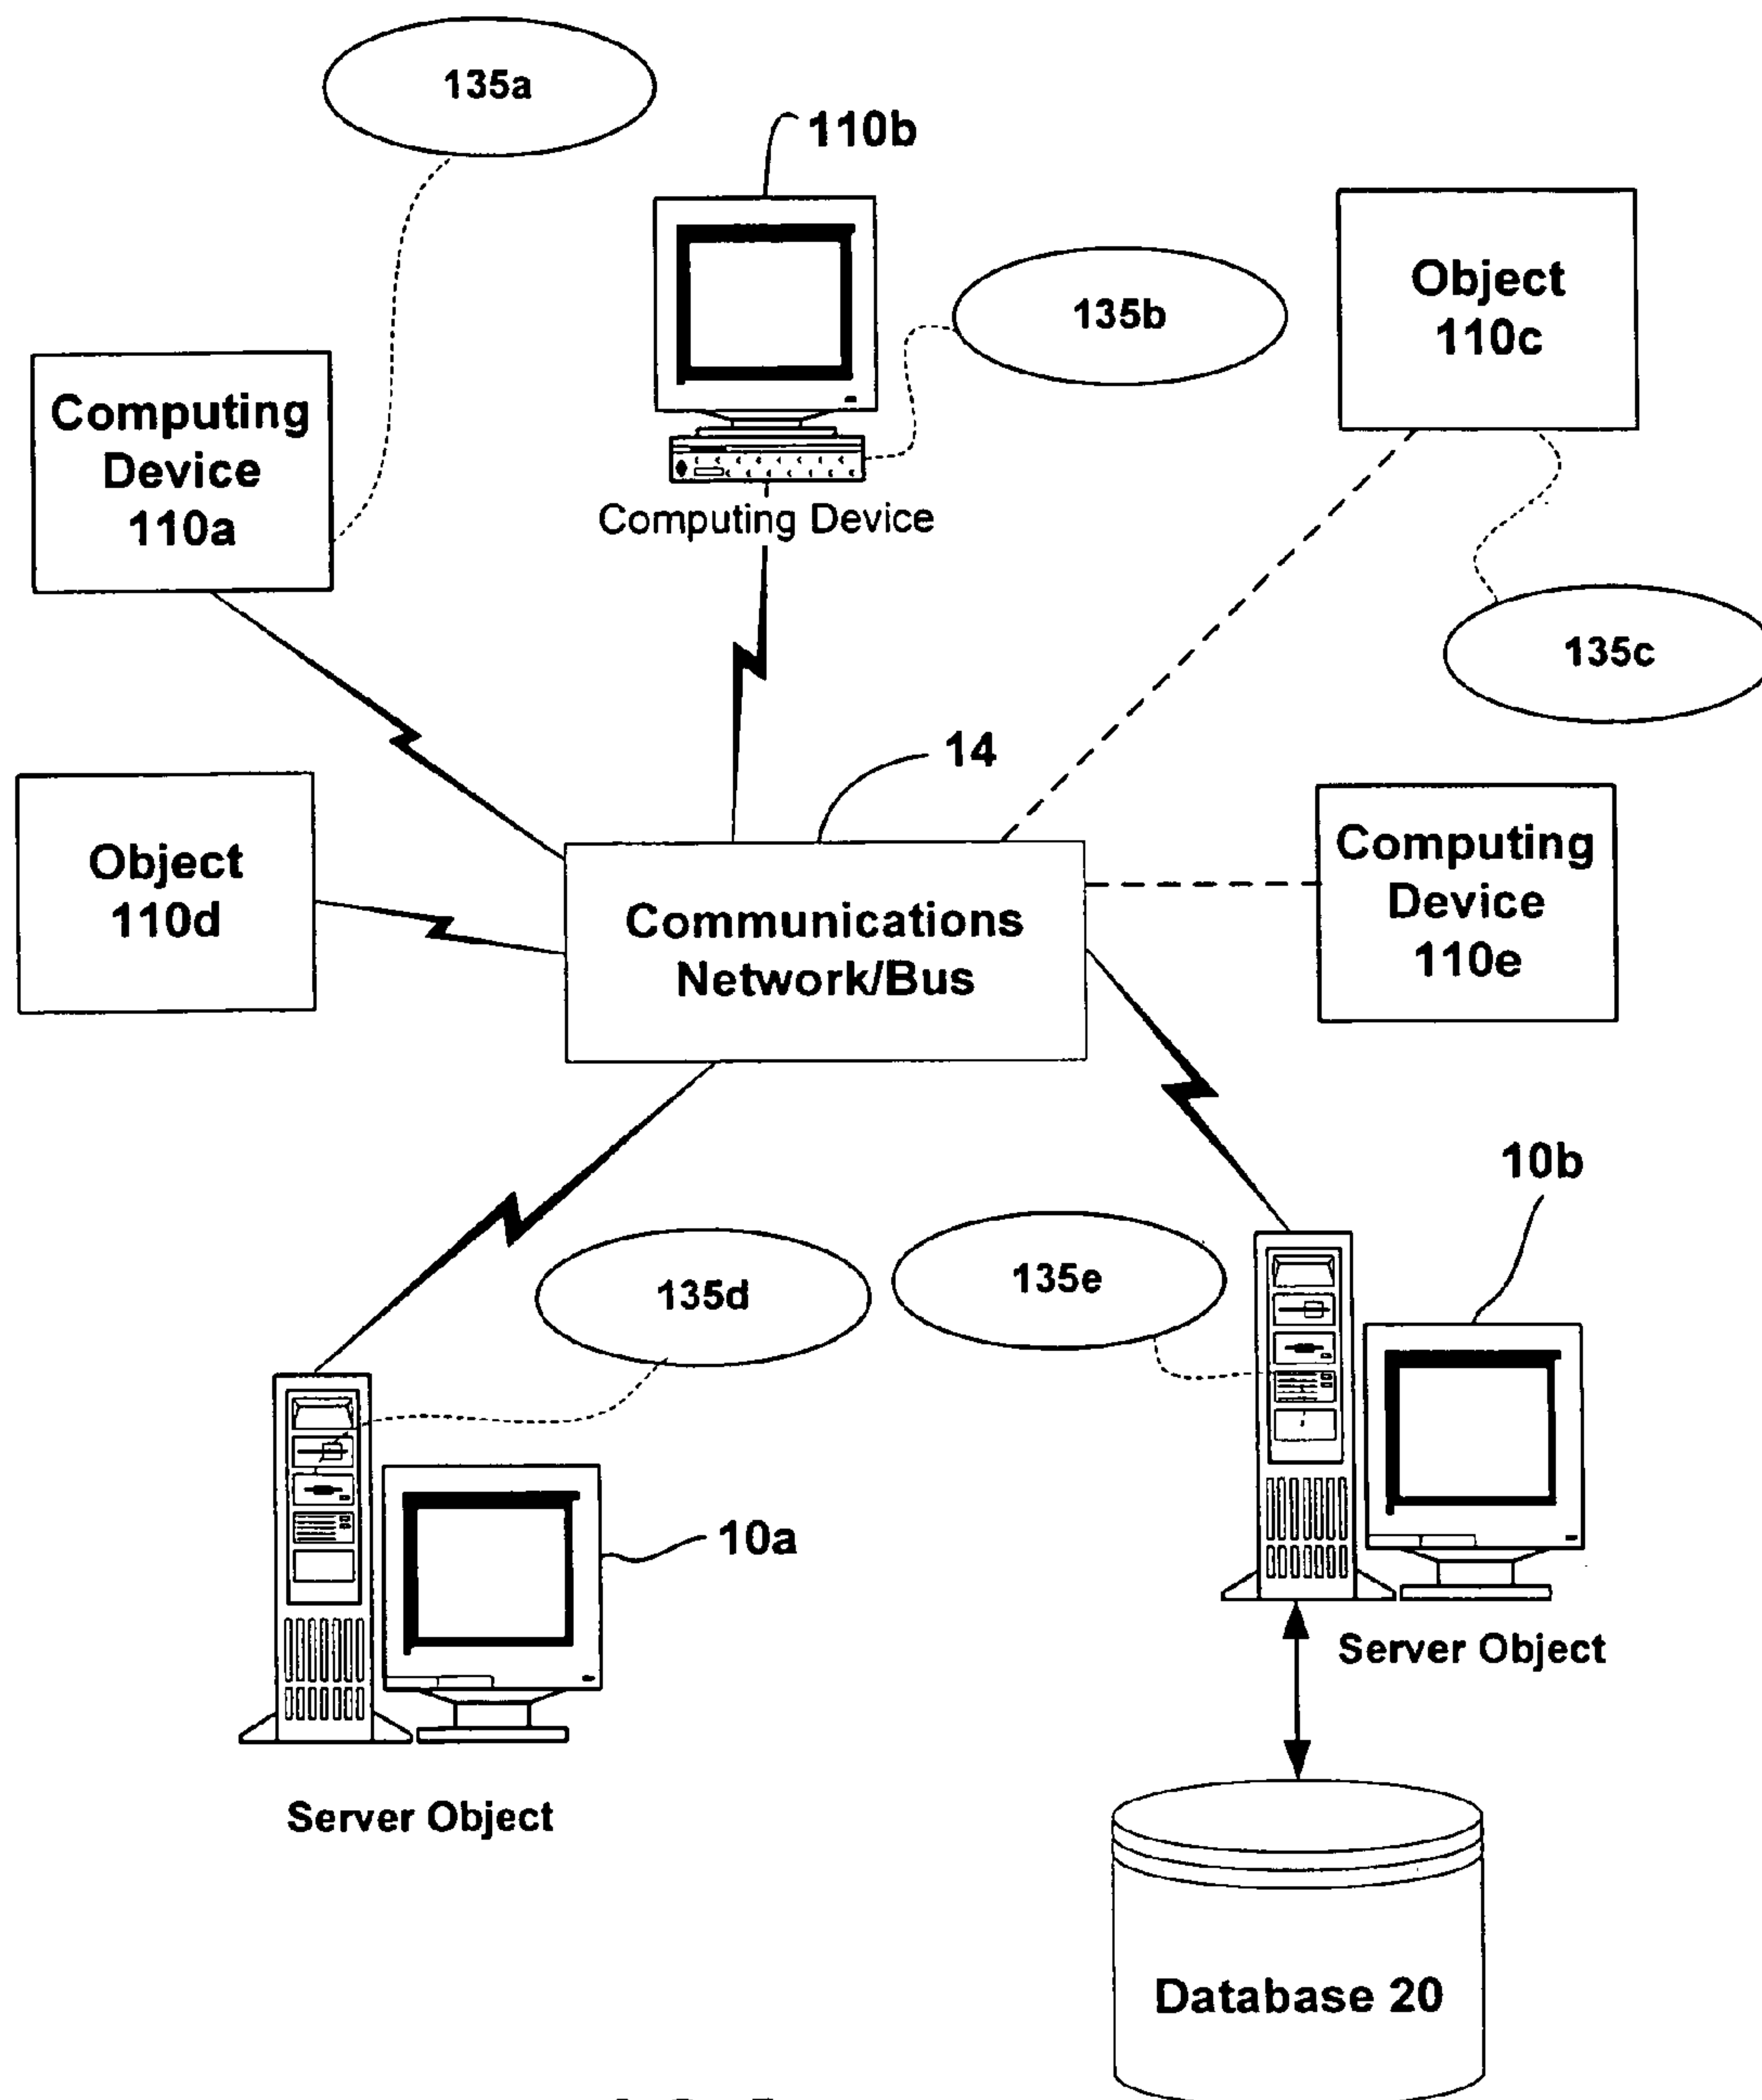 135a
110b
Object
110c
135b
Computing
Device
110a
Computing Device
135c
14
Object
110d
Communications
Network/Bus
Computing
Device
110e
10b
135d
135e
10a
Server Object
Server Object
Database 20